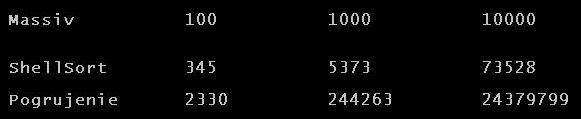 Massiv 100 1000 10000
ShellSort 345 5373 73528
Pogrujenie 2330 244263 24379799